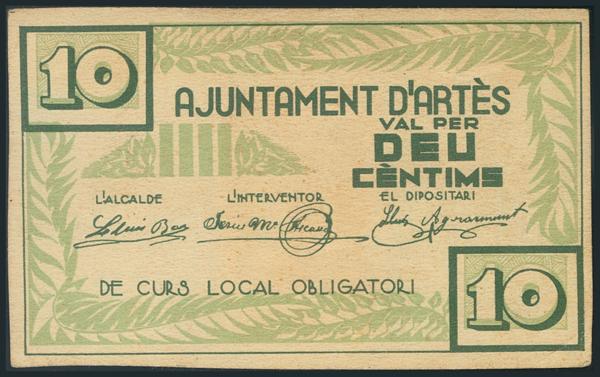 10
AJUNTAMENT D'ARTÈS
VAL PER
DEU
CÈNTIMS
L'ALCALDE L'INTERVENTOR EL DIPOSITARI
DE CURS LOCAL OBLIGATORI
10